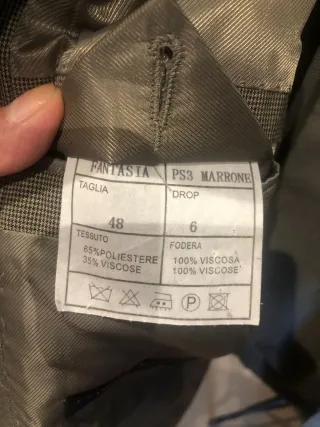 FANTASIA PS3 MARRONE
TAGLIA DROP
48 6
TESSUTO FODERA
65%POLIESTERE 100% VISCOSA
35% VISCOSE 100% VISCOSE'
P